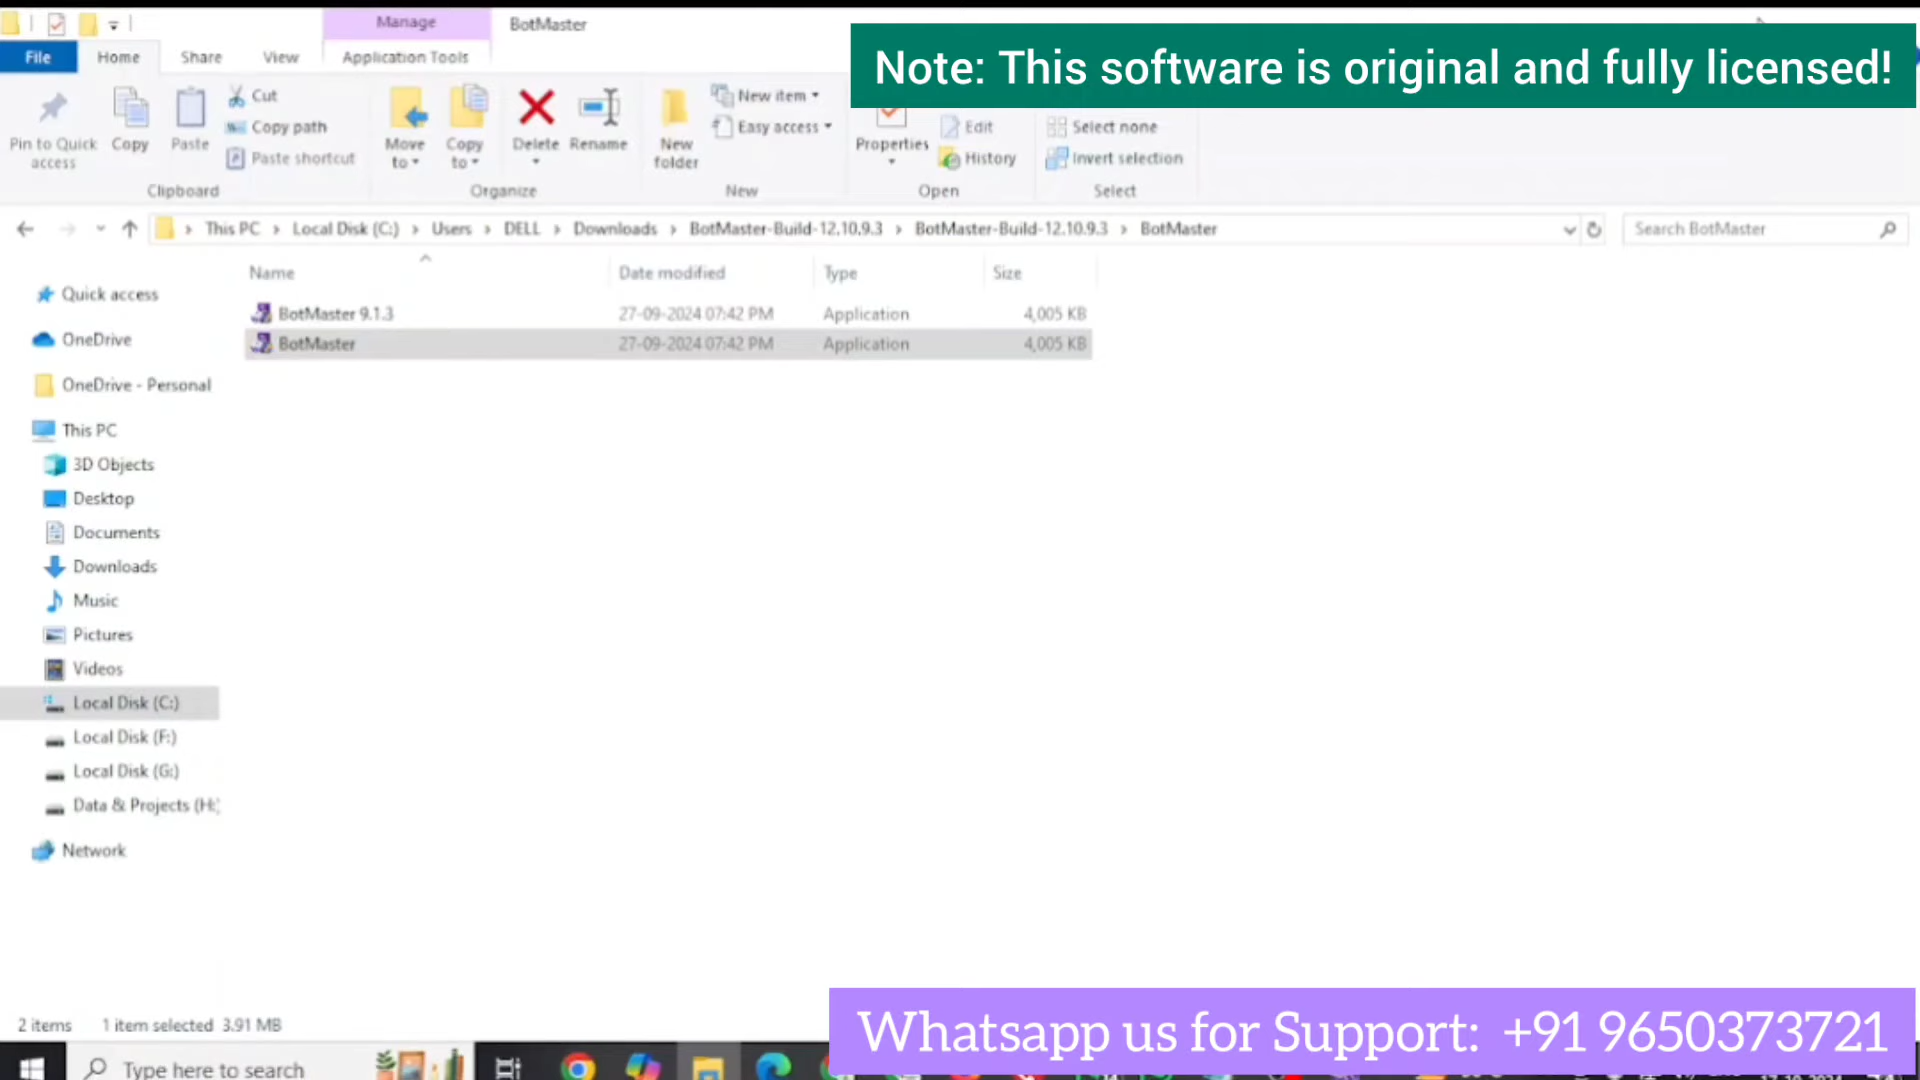 Manage
BotMaster
File
Home
Share
View
Application Tools
Note: This software is original and fully licensed!
Pin to Quick access
Copy
Paste
Cut
Copy path
Paste shortcut
Clipboard
Move to
Copy to
Delete
Rename
Organize
New folder
New item
Easy access
New
Properties
Edit
History
Open
Select none
Invert selection
Select
This PC > Local Disk (C:) > Users > DELL > Downloads > BotMaster-Build-12.10.9.3 > BotMaster-Build-12.10.9.3 > BotMaster
Search BotMaster
Name Date modified Type Size
BotMaster 9.1.3 27-09-2024 07:42 PM Application 4,005 KB
BotMaster 27-09-2024 07:42 PM Application 4,005 KB
Quick access
OneDrive
OneDrive - Personal
This PC
3D Objects
Desktop
Documents
Downloads
Music
Pictures
Videos
Local Disk (C:)
Local Disk (F:)
Local Disk (G:)
Data & Projects (H:)
Network
2 items 1 item selected 3.91 MB
Whatsapp us for Support: +91 9650373721
Type here to search